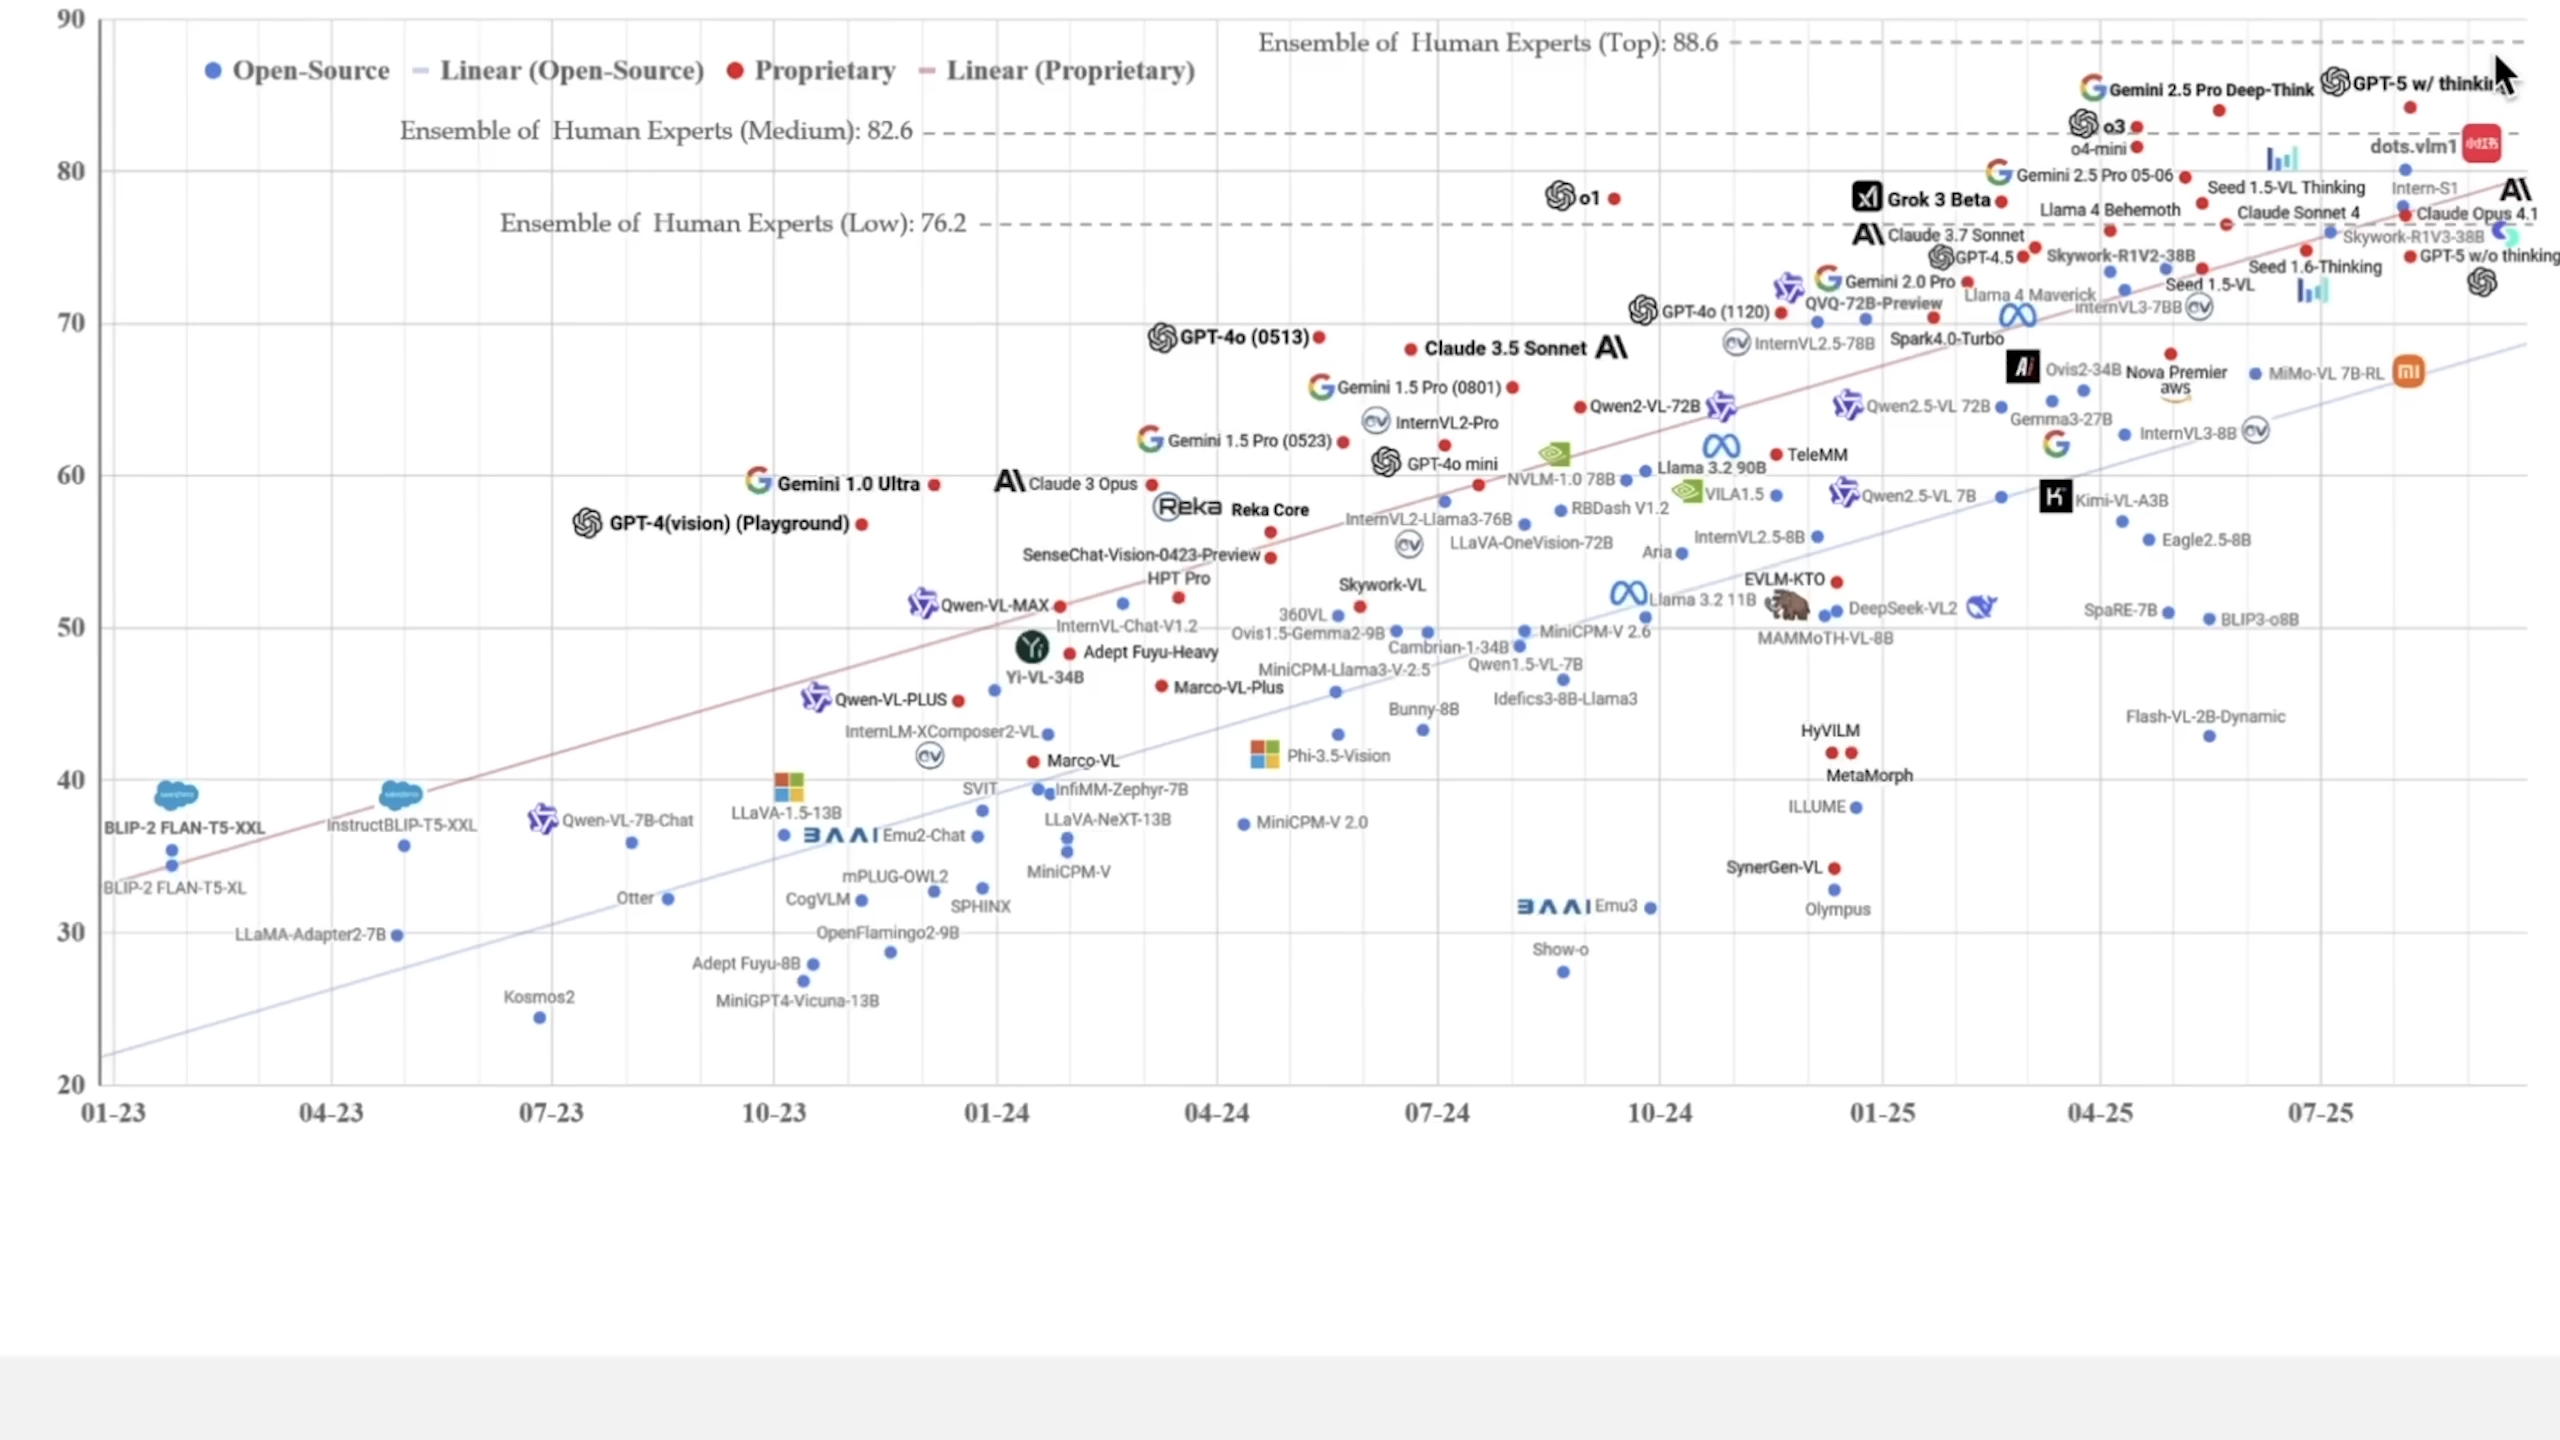 90
Ensemble of Human Experts (Top): 88.6
Open-Source
Linear (Open-Source)
Proprietary
Linear (Proprietary)
Gemini 2.5 Pro Deep-Think
GPT-5 w/
Ensemble of Human Experts (Medium): 82.6
o3
o4-mini
dots.vlm1
小红书
80
Gemini 2.5 Pro 05-06
Seed 1.5-VL Thinking
Intern-S1
o1
Grok 3 Beta
Llama 4 Behemoth
Claude Sonnet 4
Claude Opus 4.1
Ensemble of Human Experts (Low): 76.2
Claude 3.7 Sonnet
Skywork-R1V3-38B
GPT-4.5
Skywork-R1V2-38B
GPT-5 w/o thinking
Seed 1.6-Thinking
Gemini 2.0 Pro
Seed 1.5-VL
Llama 4 Maverick
QVQ-72B-Preview
InternVL3-7BB
GPT-4o (1120)
70
GPT-4o (0513)
InternVL2.5-78B
Spark4.0-Turbo
Claude 3.5 Sonnet
Ovis2-34B
Nova Premier
aws
MiMo-VL 7B-RL
Gemini 1.5 Pro (0801)
Qwen2-VL-72B
Qwen2.5-VL 72B
Gemma3-27B
InternVL2-Pro
InternVL3-8B
Gemini 1.5 Pro (0523)
TeleMM
GPT-4o mini
Llama 3.2 90B
60
NVLM-1.0 78B
Gemini 1.0 Ultra
Claude 3 Opus
VILA1.5
Qwen2.5-VL 7B
Kimi-VL-A3B
Reka
Reka Core
RBDash V1.2
InternVL2-Llama3-76B
GPT-4(vision) (Playground)
InternVL2.5-8B
Eagle2.5-8B
LLaVA-OneVision-72B
Aria
SenseChat-Vision-0423-Preview
HPT Pro
EVLM-KTO
Skywork-VL
Llama 3.2 11B
Qwen-VL-MAX
DeepSeek-VL2
SpaRE-7B
BLIP3-o8B
360VL
50
InternVL-Chat-V1.2
Ovis1.5-Gemma2-9B
MiniCPM-V 2.6
MAMMoTH-VL-8B
Cambrian-1-34B
Yi
Adept Fuyu-Heavy
Qwen1.5-VL-7B
MiniCPM-Llama3-V-2.5
Yi-VL-34B
Marco-VL-Plus
Qwen-VL-PLUS
Idefics3-8B-Llama3
Bunny-8B
Flash-VL-2B-Dynamic
InternLM-XComposer2-VL
HyVILM
Phi-3.5-Vision
Marco-VL
MetaMorph
40
SVIT
InfiMM-Zephyr-7B
ILLUME
LLaVA-1.5-13B
LLaVA-NeXT-13B
Qwen-VL-7B-Chat
MiniCPM-V 2.0
BLIP-2 FLAN-T5-XXL
InstructBLIP-T5-XXL
BAAI
Emu2-Chat
MiniCPM-V
SynerGen-VL
mPLUG-OWL2
BLIP-2 FLAN-T5-XL
Otter
CogVLM
SPHINX
BAAI
Emu3
Olympus
30
LLaMA-Adapter2-7B
OpenFlamingo2-9B
Show-o
Adept Fuyu-8B
Kosmos2
MiniGPT4-Vicuna-13B
20
01-23
04-23
07-23
10-23
01-24
04-24
07-24
10-24
01-25
04-25
07-25